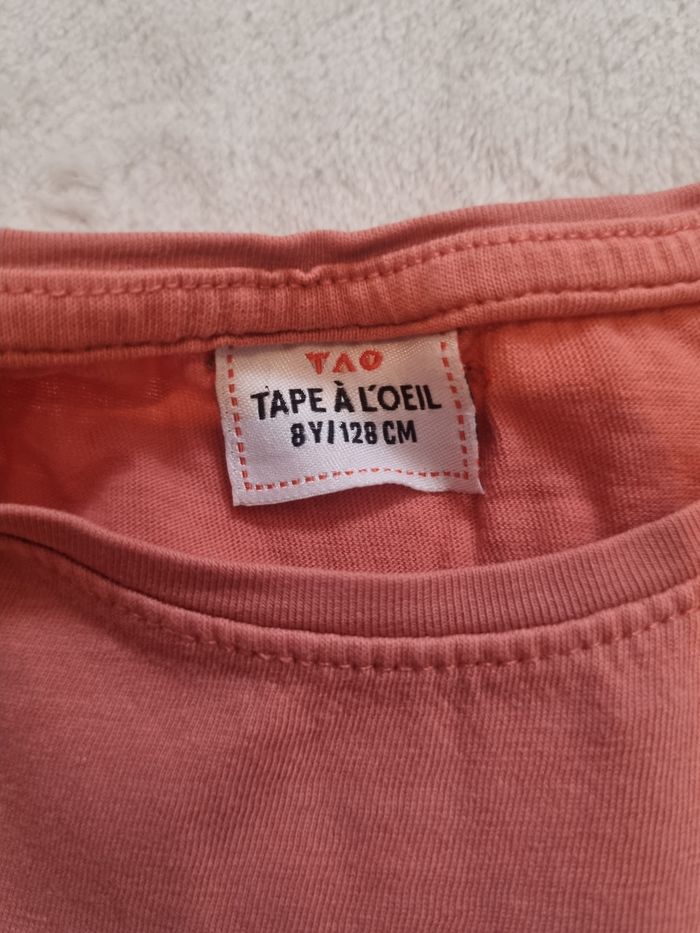 TAO
TAPE À L'OEIL
8Y/128 CM